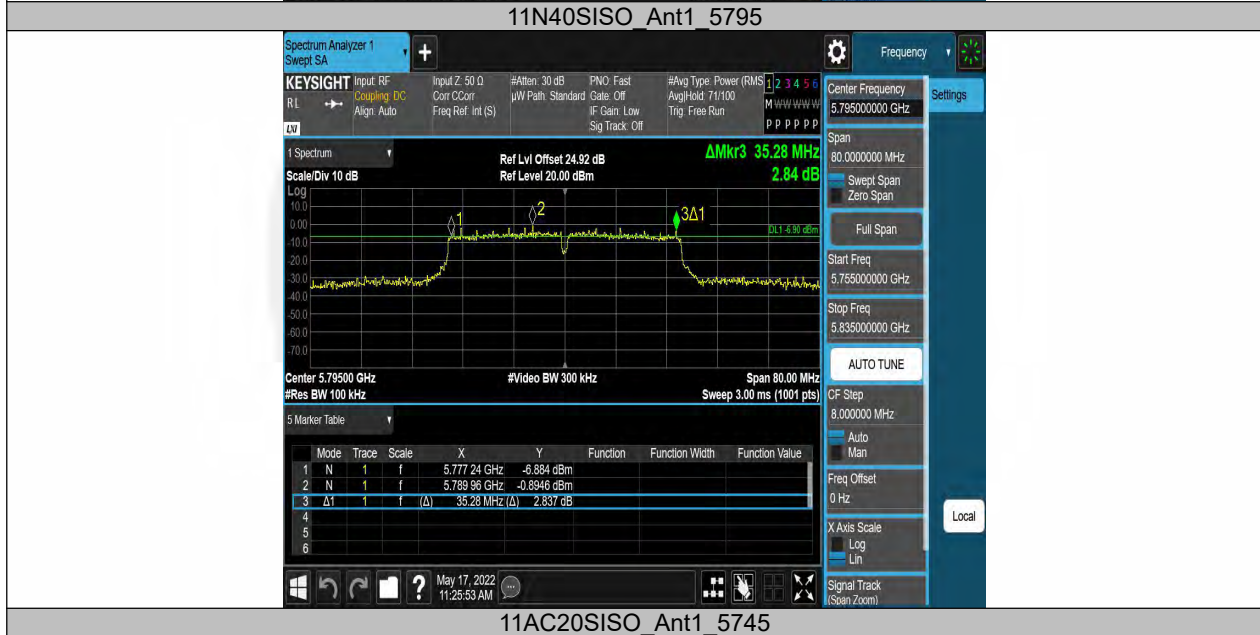 11N40SISO_Ant1_5795
Spectrum Analyzer 1
Swept SA
+
Frequency
KEYSIGHT
RL
LXI
Input: RF
Coupling: DC
Align: Auto
Input Z: 50 Ω
Corr CCorr
Freq Ref: Int (S)
#Atten: 30 dB
µW Path: Standard
PNO: Fast
Gate: Off
IF Gain: Low
Sig Track: Off
#Avg Type: Power (RMS
Avg|Hold: 71/100
Trig: Free Run
1 2 3 4 5 6
M W W W W W
P P P P P P
Center Frequency
5.795000000 GHz
Settings
Span
80.0000000 MHz
Swept Span
Zero Span
Full Span
Start Freq
5.755000000 GHz
Stop Freq
5.835000000 GHz
AUTO TUNE
CF Step
8.000000 MHz
Auto
Man
Freq Offset
0 Hz
X Axis Scale
Log
Lin
Signal Track
(Span Zoom)
Local
1 Spectrum
Scale/Div 10 dB
Ref Lvl Offset 24.92 dB
Ref Level 20.00 dBm
ΔMkr3 35.28 MHz
2.84 dB
Log
10.0
0.00
-10.0
-20.0
-30.0
-40.0
-50.0
-60.0
-70.0
1
2
3Δ1
DL1 -6.90 dBm
Center 5.79500 GHz
#Video BW 300 kHz
Span 80.00 MHz
#Res BW 100 kHz
Sweep 3.00 ms (1001 pts)
5 Marker Table
Mode Trace Scale X Y Function Function Width Function Value
1 N 1 f 5.777 24 GHz -6.884 dBm
2 N 1 f 5.789 96 GHz -0.8946 dBm
3 Δ1 1 f (Δ) 35.28 MHz (Δ) 2.837 dB
4
5
6
?
May 17, 2022
11:25:53 AM
11AC20SISO_Ant1_5745